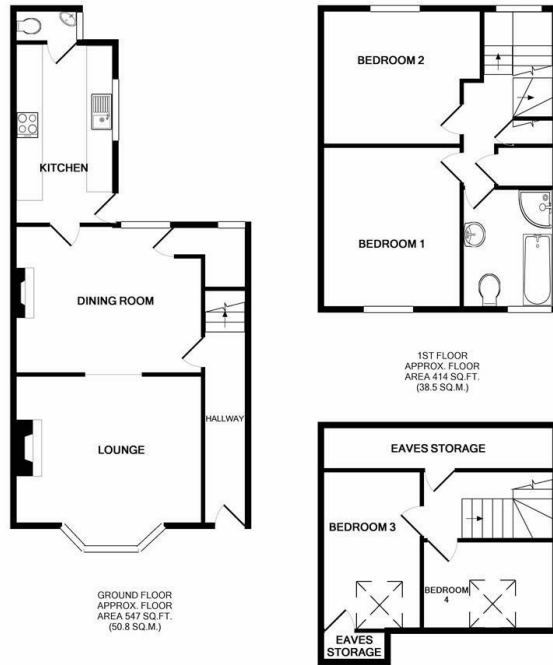 KITCHEN
DINING ROOM
LOUNGE
HALLWAY
GROUND FLOOR
APPROX. FLOOR
AREA 547 SQ.FT.
(50.8 SQ.M.)
BEDROOM 2
BEDROOM 1
1ST FLOOR
APPROX. FLOOR
AREA 414 SQ.FT.
(38.5 SQ.M.)
EAVES STORAGE
BEDROOM 3
BEDROOM
4
EAVES
STORAGE